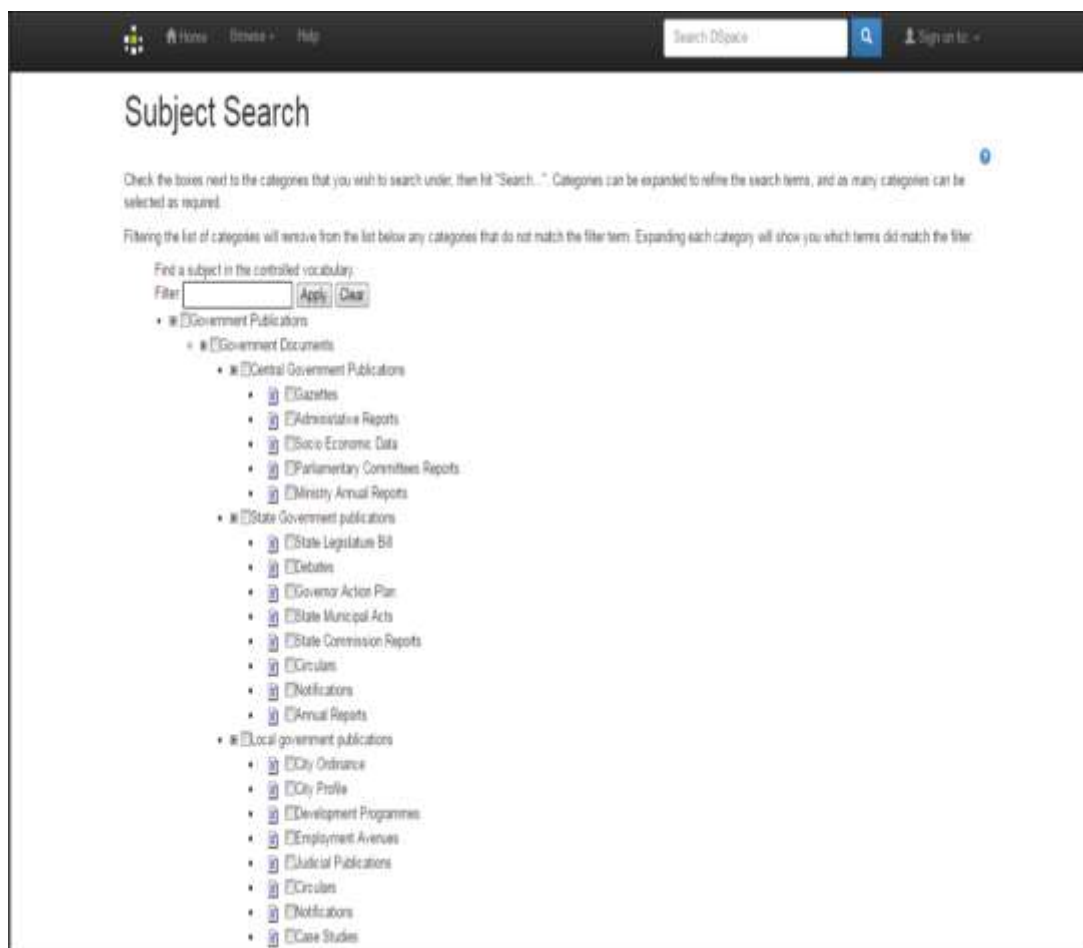 Home Browse Help Search DSpace Sign on to:
Subject Search
Check the boxes next to the categories that you wish to search under, then hit "Search...". Categories can be expanded to refine the search terms, and as many categories can be
selected as required.
Filtering the list of categories will remove from the list below any categories that do not match the filter term. Expanding each category will show you which terms did match the filter.
Find a subject in the controlled vocabulary
Filter Apply Clear
Government Publications
Government Documents
Central Government Publications
Gazettes
Administative Reports
Socio Economic Data
Parliamentary Committees Reports
Ministry Annual Reports
State Government publications
State Legislature Bill
Debates
Governor Action Plan
State Municipal Acts
State Commission Reports
Circulars
Notifications
Annual Reports
Local government publications
City Ordinance
City Profile
Development Programmes
Employment Avenues
Judicial Publications
Circulars
Notifications
Case Studies